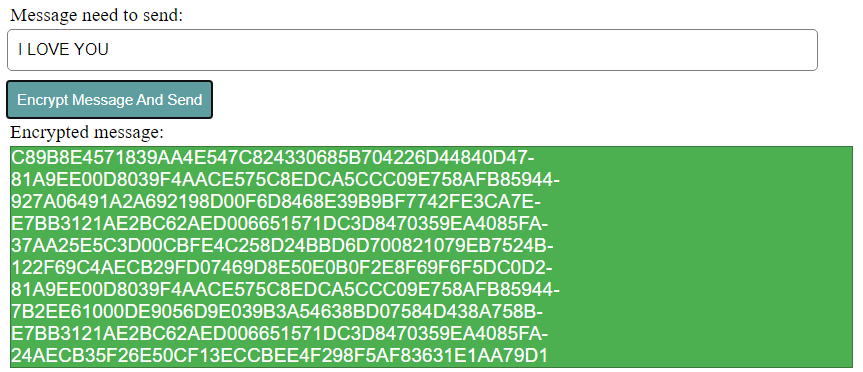 Message need to send:
I LOVE YOU
Encrypt Message And Send
Encrypted message:
C89B8E4571839AA4E547C824330685B704226D44840D47-
81A9EE00D8039F4AACE575C8EDCA5CCC09E758AFB85944-
927A06491A2A692198D00F6D8468E39B9BF7742FE3CA7E-
E7BB3121AE2BC62AED006651571DC3D8470359EA4085FA-
37AA25E5C3D00CBFE4C258D24BBD6D700821079EB7524B-
122F69C4AECB29FD07469D8E50E0B0F2E8F69F6F5DC0D2-
81A9EE00D8039F4AACE575C8EDCA5CCC09E758AFB85944-
7B2EE61000DE9056D9E039B3A54638BD07584D438A758B-
E7BB3121AE2BC62AED006651571DC3D8470359EA4085FA-
24AECB35F26E50CF13ECCBEE4F298F5AF83631E1AA79D1